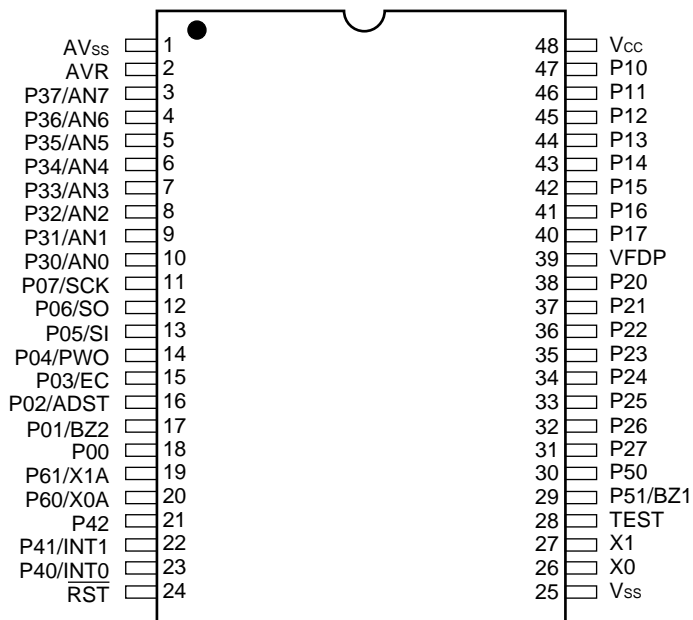 AVss 1 48 Vcc
AVR 2 47 P10
P37/AN7 3 46 P11
P36/AN6 4 45 P12
P35/AN5 5 44 P13
P34/AN4 6 43 P14
P33/AN3 7 42 P15
P32/AN2 8 41 P16
P31/AN1 9 40 P17
P30/AN0 10 39 VFDP
P07/SCK 11 38 P20
P06/SO 12 37 P21
P05/SI 13 36 P22
P04/PWO 14 35 P23
P03/EC 15 34 P24
P02/ADST 16 33 P25
P01/BZ2 17 32 P26
P00 18 31 P27
P61/X1A 19 30 P50
P60/X0A 20 29 P51/BZ1
P42 21 28 TEST
P41/INT1 22 27 X1
P40/INT0 23 26 X0
RST 24 25 Vss